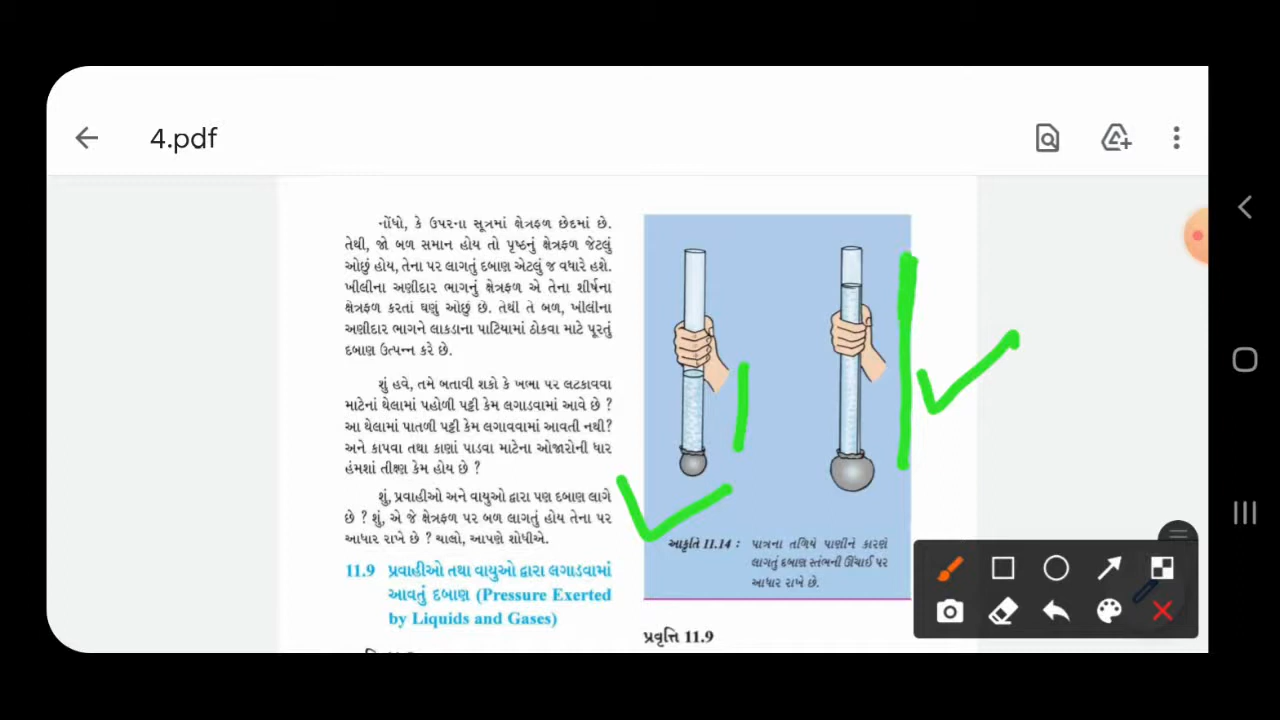 4.pdf
નોંધો, કે ઉપરના સૂત્રમાં ક્ષેત્રફળ છેદમાં છે.
તેથી, જો બળ સમાન હોય તો પૃષ્ઠનું ક્ષેત્રફળ જેટલું
ઓછું હોય, તેના પર લાગતું દબાણ એટલું જ વધારે હશે.
ખીલીના અણીદાર ભાગનું ક્ષેત્રફળ એ તેના શીર્ષના
ક્ષેત્રફળ કરતાં ઘણું ઓછું છે. તેથી તે બળ, ખીલીના
અણીદાર ભાગને લાકડાના પાટિયામાં ઠોકવા માટે પૂરતું
દબાણ ઉત્પન્ન કરે છે.
શું હવે, તમે બતાવી શકો કે ખભા પર લટકાવવા
માટેનાં થેલામાં પહોળી પટ્ટી કેમ લગાડવામાં આવે છે ?
આ થેલામાં પાતળી પટ્ટી કેમ લગાવવામાં આવતી નથી?
અને કાપવા તથા કાણાં પાડવા માટેના ઓજારોની ધાર
હંમશાં તીક્ષ્ણ કેમ હોય છે ?
શું, પ્રવાહીઓ અને વાયુઓ દ્વારા પણ દબાણ લાગે
છે ? શું, એ જે ક્ષેત્રફળ પર બળ લાગતું હોય તેના પર
આધાર રાખે છે ? ચાલો, આપણે શોધીએ.
11.9 પ્રવાહીઓ તથા વાયુઓ દ્વારા લગાડવામાં
આવતું દબાણ (Pressure Exerted
by Liquids and Gases)
આકૃતિ 11.14 : પાત્રના તળિયે પાણીને કારણે
લાગતું દબાણ સ્તંભની ઊંચાઈ પર
આધાર રાખે છે.
પ્રવૃત્તિ 11.9